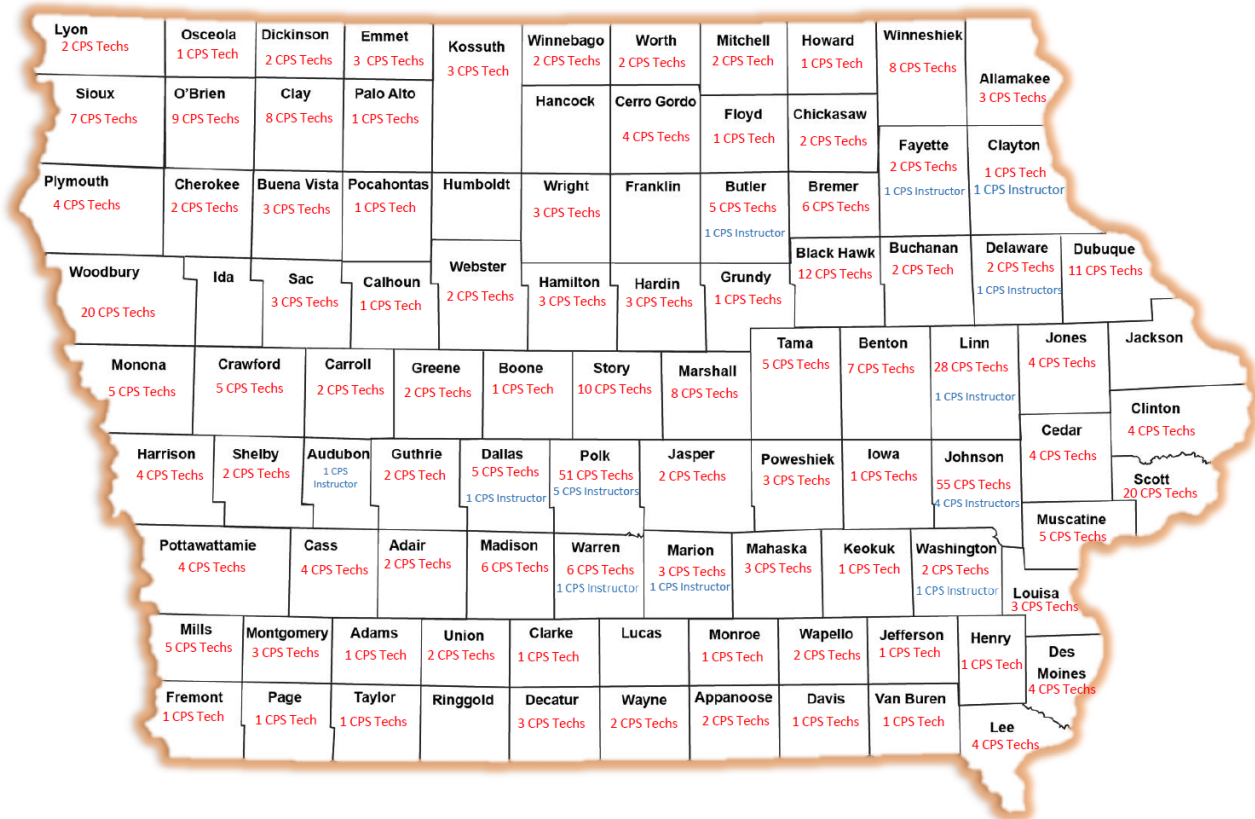 Lyon
2 CPS Techs
Osceola
1 CPS Tech
Dickinson
2 CPS Techs
Emmet
3 CPS Techs
Kossuth
3 CPS Tech
Winnebago
2 CPS Techs
Worth
2 CPS Techs
Mitchell
2 CPS Tech
Howard
1 CPS Tech
Winneshiek
8 CPS Techs
Allamakee
3 CPS Techs
Sioux
7 CPS Techs
O'Brien
9 CPS Techs
Clay
8 CPS Techs
Palo Alto
1 CPS Techs
Hancock
Cerro Gordo
4 CPS Techs
Floyd
1 CPS Tech
Chickasaw
2 CPS Techs
Fayette
2 CPS Techs
1 CPS Instructor
Clayton
1 CPS Tech
1 CPS Instructor
Plymouth
4 CPS Techs
Cherokee
2 CPS Techs
Buena Vista
3 CPS Techs
Pocahontas
1 CPS Tech
Humboldt
Wright
3 CPS Techs
Franklin
Butler
5 CPS Techs
1 CPS Instructor
Bremer
6 CPS Techs
Woodbury
20 CPS Techs
Ida
Sac
3 CPS Techs
Calhoun
1 CPS Tech
Webster
2 CPS Techs
Hamilton
3 CPS Techs
Hardin
3 CPS Techs
Grundy
1 CPS Techs
Black Hawk
12 CPS Techs
Buchanan
2 CPS Tech
Delaware
2 CPS Techs
1 CPS Instructors
Dubuque
11 CPS Techs
Monona
5 CPS Techs
Crawford
5 CPS Techs
Carroll
2 CPS Techs
Greene
2 CPS Techs
Boone
1 CPS Tech
Story
10 CPS Techs
Marshall
8 CPS Techs
Tama
5 CPS Techs
Benton
7 CPS Techs
Linn
28 CPS Techs
1 CPS Instructor
Jones
4 CPS Techs
Jackson
Clinton
4 CPS Techs
Harrison
4 CPS Techs
Shelby
2 CPS Techs
Audubon
1 CPS
Instructor
Guthrie
2 CPS Tech
Dallas
5 CPS Techs
1 CPS Instructor
Polk
51 CPS Techs
5 CPS Instructors
Jasper
2 CPS Techs
Poweshiek
3 CPS Techs
Iowa
1 CPS Techs
Johnson
55 CPS Techs
4 CPS Instructors
Cedar
4 CPS Techs
Scott
20 CPS Techs
Muscatine
5 CPS Techs
Pottawattamie
4 CPS Techs
Cass
4 CPS Techs
Adair
2 CPS Techs
Madison
6 CPS Techs
Warren
6 CPS Techs
1 CPS Instructor
Marion
3 CPS Techs
1 CPS Instructor
Mahaska
3 CPS Techs
Keokuk
1 CPS Tech
Washington
2 CPS Techs
1 CPS Instructor
Louisa
3 CPS Techs
Mills
5 CPS Techs
Montgomery
3 CPS Techs
Adams
1 CPS Tech
Union
2 CPS Techs
Clarke
1 CPS Tech
Lucas
Monroe
1 CPS Tech
Wapello
2 CPS Techs
Jefferson
1 CPS Tech
Henry
1 CPS Tech
Des
Moines
4 CPS Techs
Fremont
1 CPS Tech
Page
1 CPS Tech
Taylor
1 CPS Techs
Ringgold
Decatur
3 CPS Techs
Wayne
2 CPS Techs
Appanoose
2 CPS Techs
Davis
1 CPS Techs
Van Buren
1 CPS Tech
Lee
4 CPS Techs